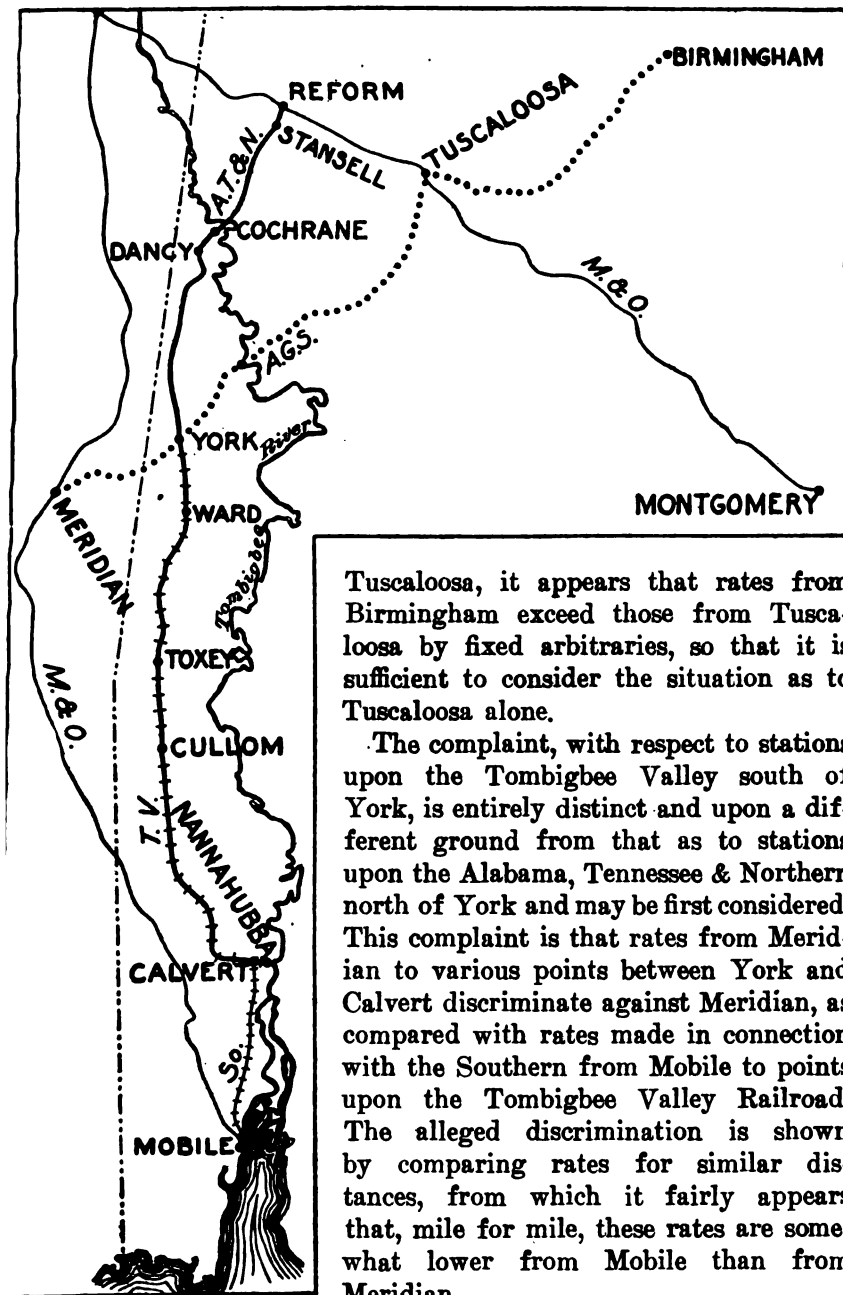 BIRMINGHAM
REFORM
TUSCALOOSA
STANSELL
A.T.&N.
COCHRANE
DANCY
M.&O.
A.G.S.
YORK
River
MERIDIAN
WARD
MONTGOMERY
Tombigbee
TOXEY
M.&O.
CULLOM
T.V.
NANNAHUBBA
CALVERT
So.
MOBILE
Tuscaloosa, it appears that rates from
Birmingham exceed those from Tusca-
loosa by fixed arbitraries, so that it is
sufficient to consider the situation as to
Tuscaloosa alone.
The complaint, with respect to stations
upon the Tombigbee Valley south of
York, is entirely distinct and upon a dif-
ferent ground from that as to stations
upon the Alabama, Tennessee & Northern
north of York and may be first considered.
This complaint is that rates from Merid-
ian to various points between York and
Calvert discriminate against Meridian, as
compared with rates made in connection
with the Southern from Mobile to points
upon the Tombigbee Valley Railroad.
The alleged discrimination is shown
by comparing rates for similar dis-
tances, from which it fairly appears
that, mile for mile, these rates are some-
what lower from Mobile than from
Meridian.